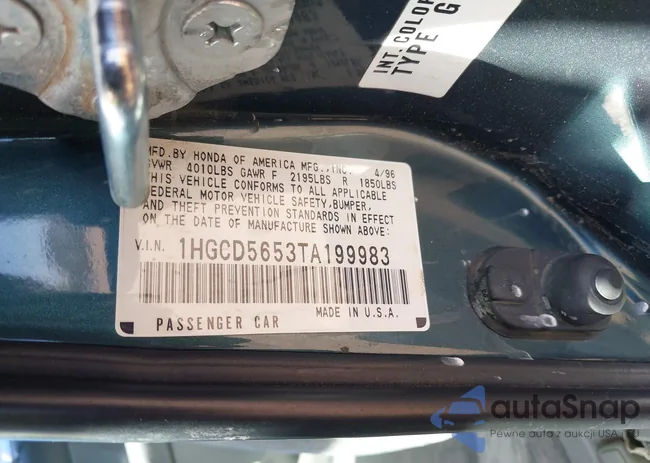 INT.COLOR
TYPE G
MFD.BY HONDA OF AMERICA MFG.,INC. 4/96
GVWR 4010LBS GAWR F 2195LBS R 1850LBS
THIS VEHICLE CONFORMS TO ALL APPLICABLE
FEDERAL MOTOR VEHICLE SAFETY,BUMPER,
AND THEFT PREVENTION STANDARDS IN EFFECT
ON THE DATE OF MANUFACTURE SHOWN ABOVE:
V.I.N. 1HGCD5653TA199983
PASSENGER CAR MADE IN U.S.A.
autaSnap
Pewne auta z aukcji USA i EU